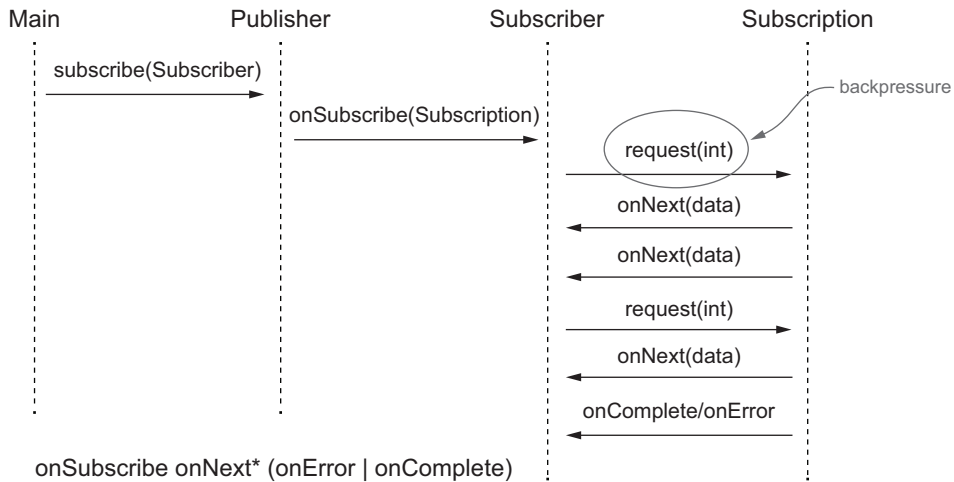 Main
Publisher
Subscriber
Subscription
subscribe(Subscriber)
backpressure
onSubscribe(Subscription)
request(int)
onNext(data)
onNext(data)
request(int)
onNext(data)
onComplete/onError
onSubscribe onNext* (onError | onComplete)